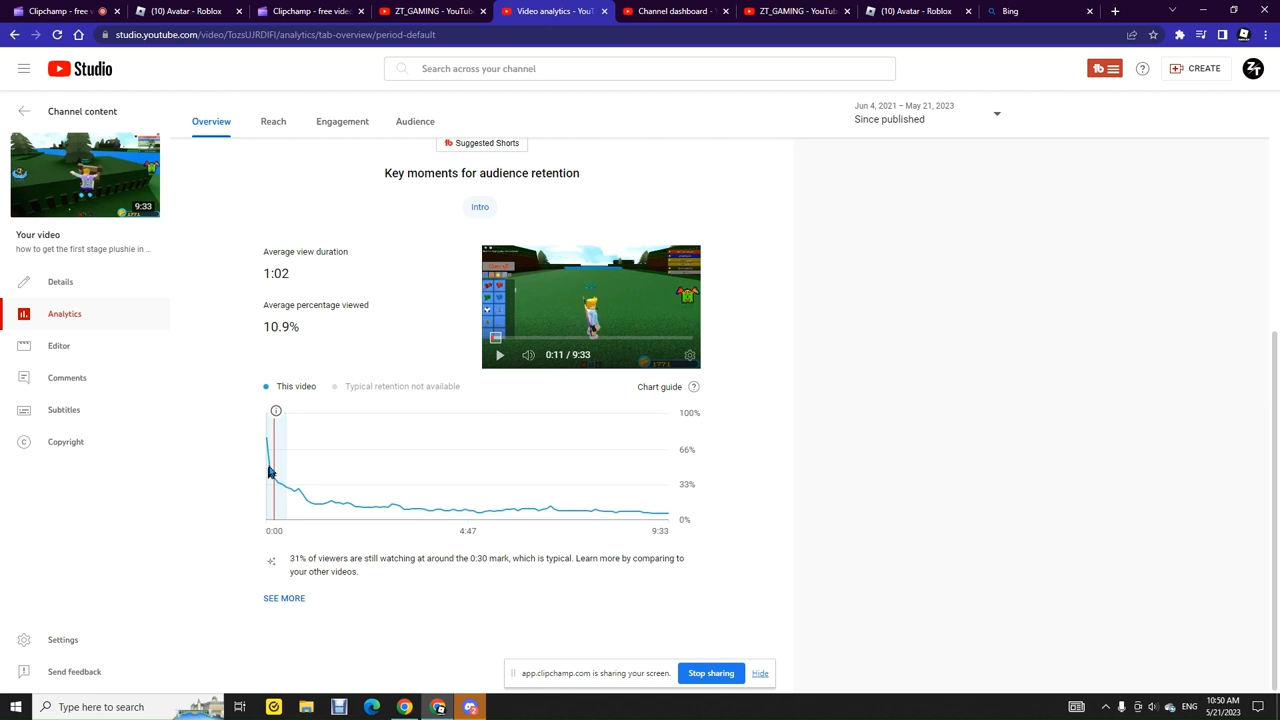 Clipchamp - free
(10) Avatar - Roblox
Clipchamp - free video
ZT_GAMING - YouTub
Video analytics - YouT
Channel dashboard - Y
ZT_GAMING - YouTub
(10) Avatar - Roblox
Bing
studio.youtube.com/video/TozsUJRDIFI/analytics/tab-overview/period-default
Studio
Search across your channel
CREATE
ZT
Channel content
Overview
Reach
Engagement
Audience
Jun 4, 2021 – May 21, 2023
Since published
9:33
Your video
how to get the first stage plushie in ...
Details
Analytics
Editor
Comments
Subtitles
Copyright
Settings
Send feedback
Suggested Shorts
Key moments for audience retention
Intro
Average view duration
1:02
Average percentage viewed
10.9%
0:11 / 9:33
This video
Typical retention not available
Chart guide
100%
66%
33%
0%
0:00
4:47
9:33
31% of viewers are still watching at around the 0:30 mark, which is typical. Learn more by comparing to
your other videos.
SEE MORE
app.clipchamp.com is sharing your screen.
Stop sharing
Hide
Type here to search
ENG
10:50 AM
5/21/2023